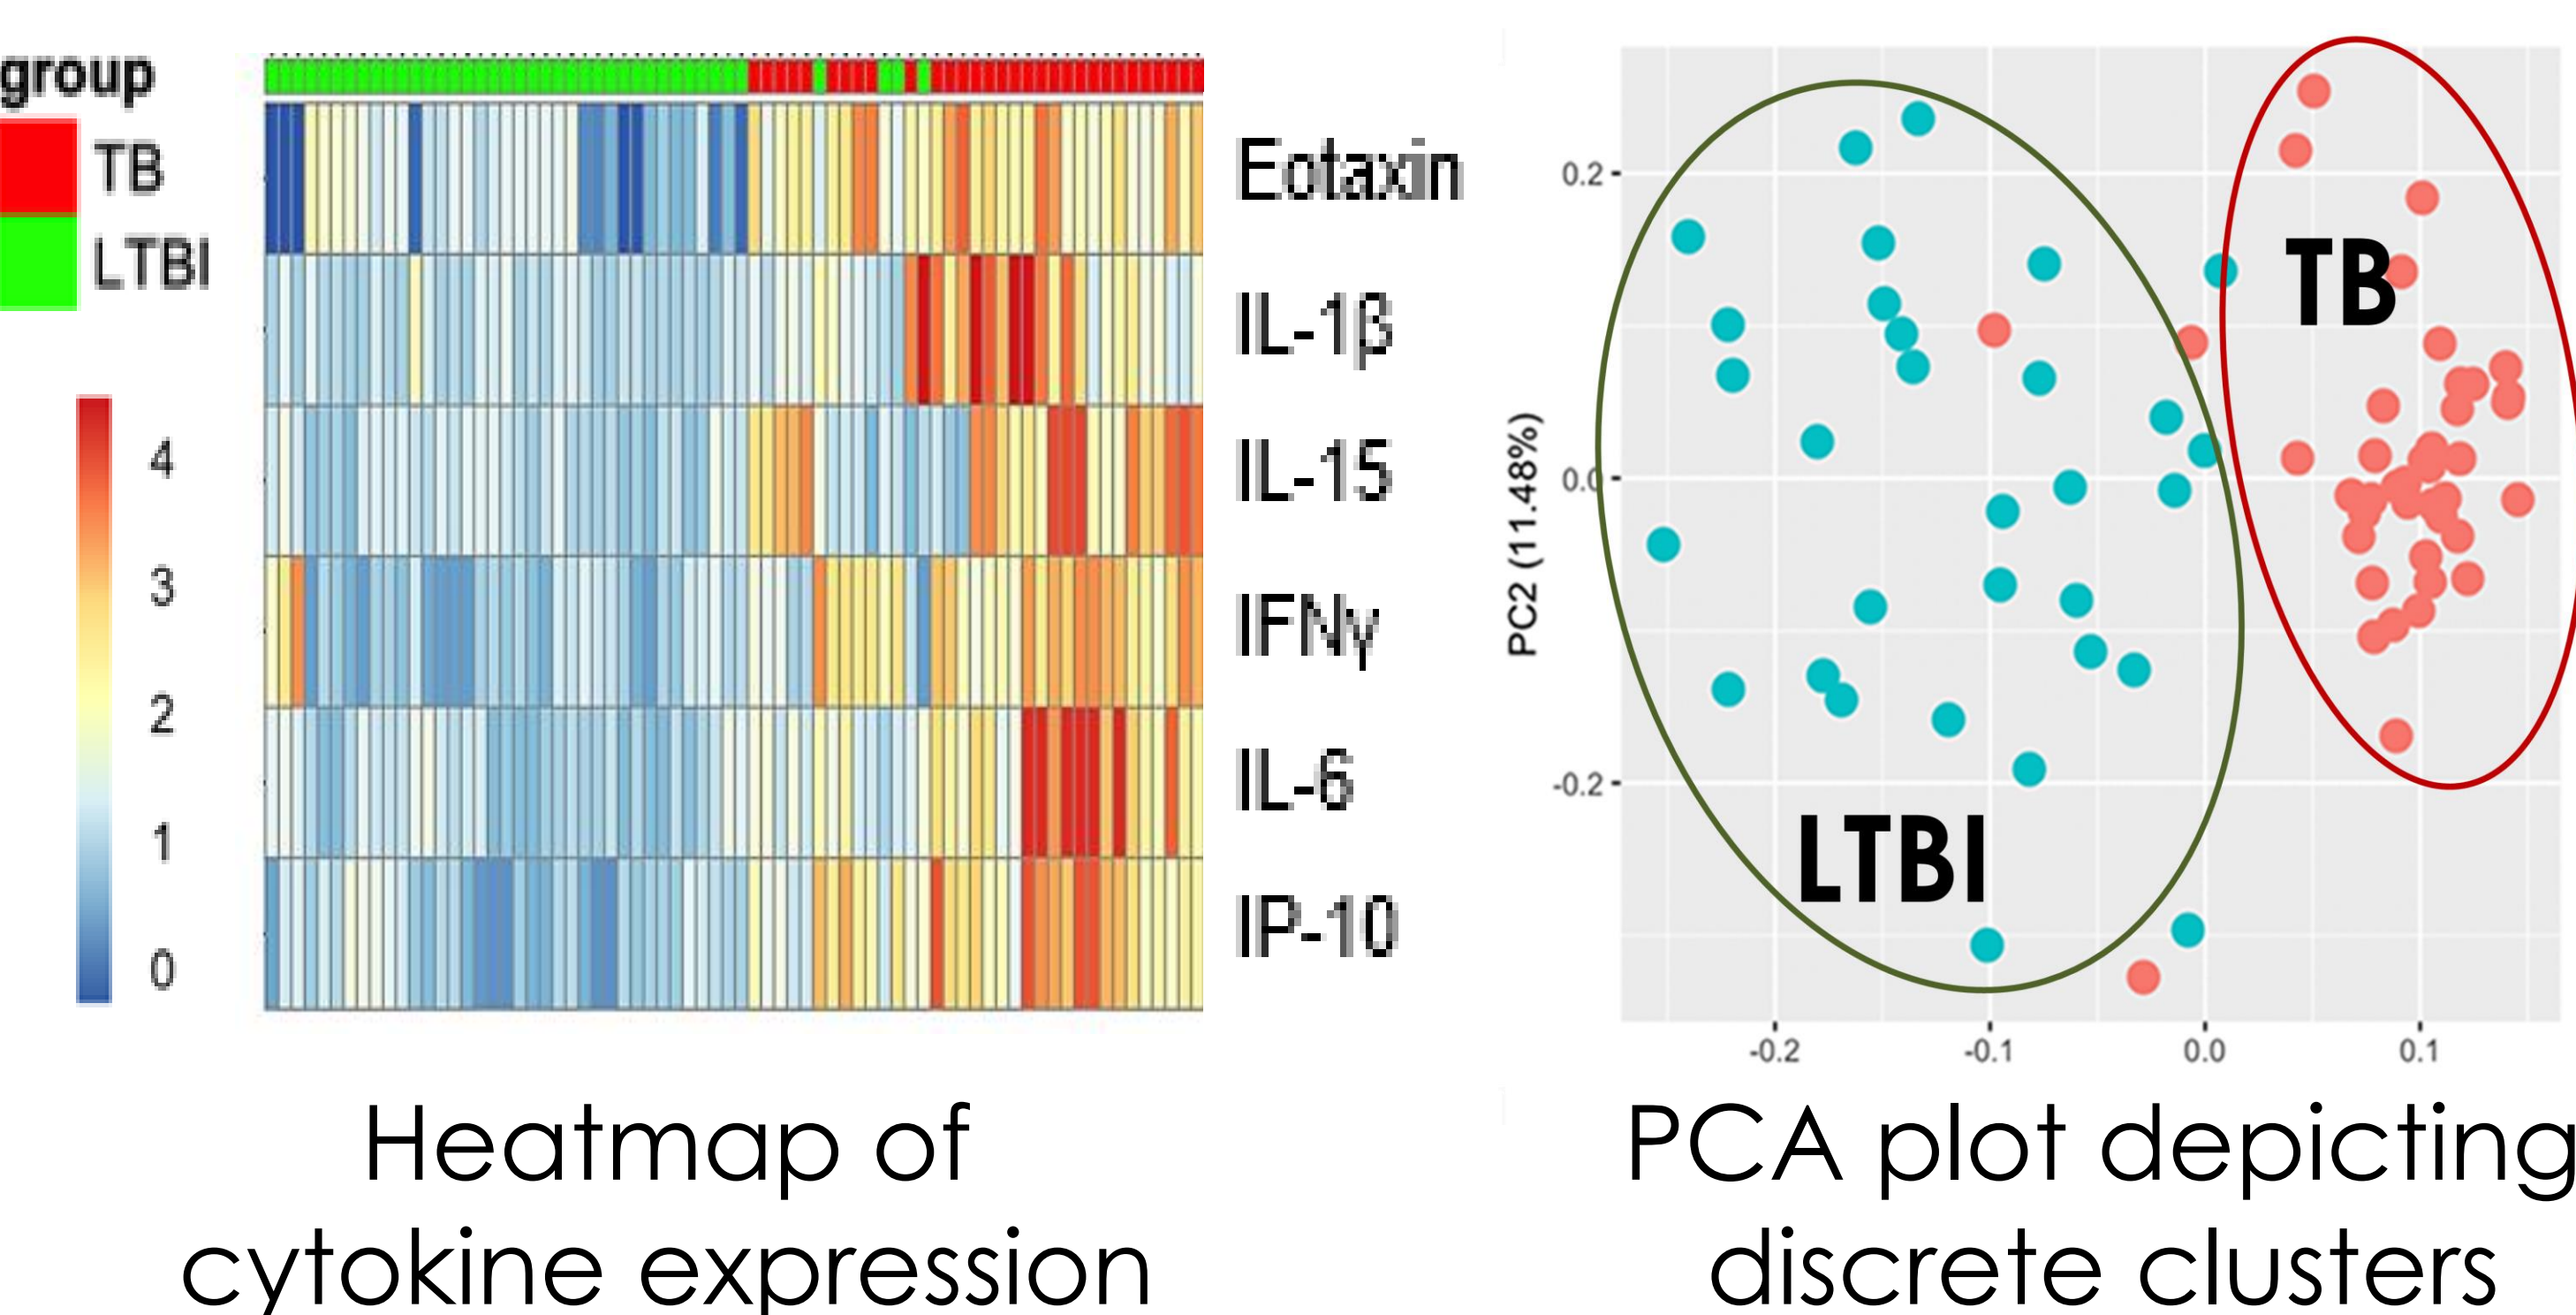 group
TB
LTBI
4
3
2
1
0
Eotaxin
IL-1β
IL-15
IFNγ
IL-6
IP-10
Heatmap of
cytokine expression
PC2 (11.48%)
0.2
0.0
-0.2
-0.2
-0.1
0.0
0.1
TB
LTBI
PCA plot depicting
discrete clusters